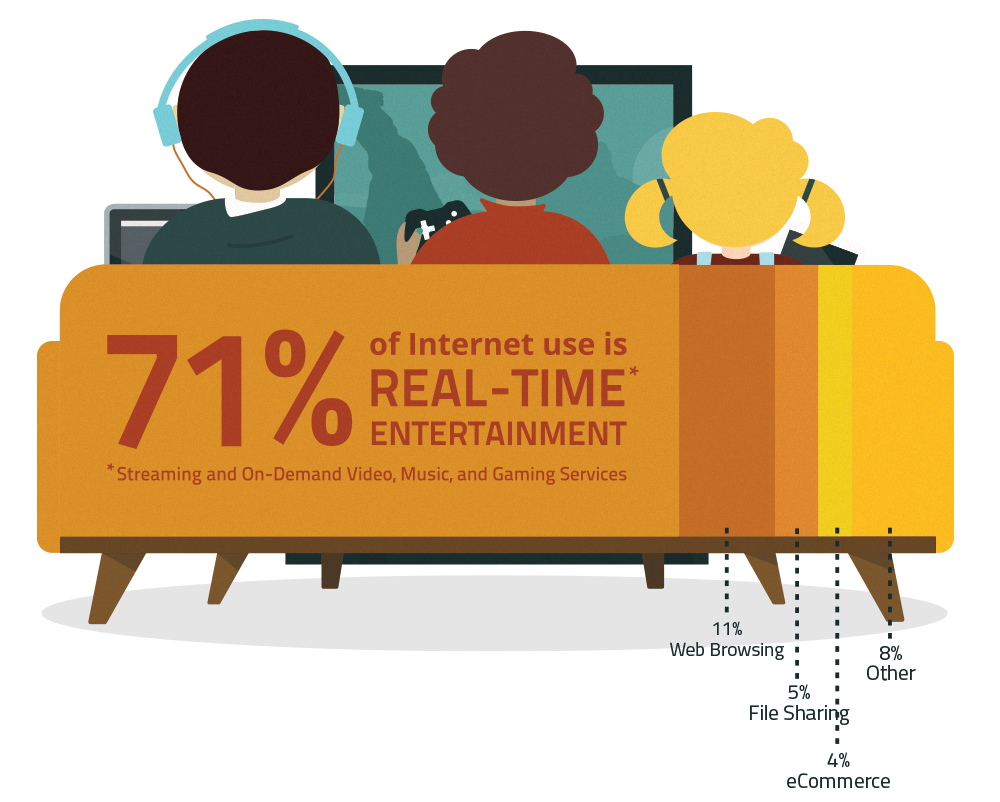 71% of Internet use is
REAL-TIME*
ENTERTAINMENT
*Streaming and On-Demand Video, Music, and Gaming Services
11%
Web Browsing
5%
File Sharing
4%
eCommerce
8%
Other